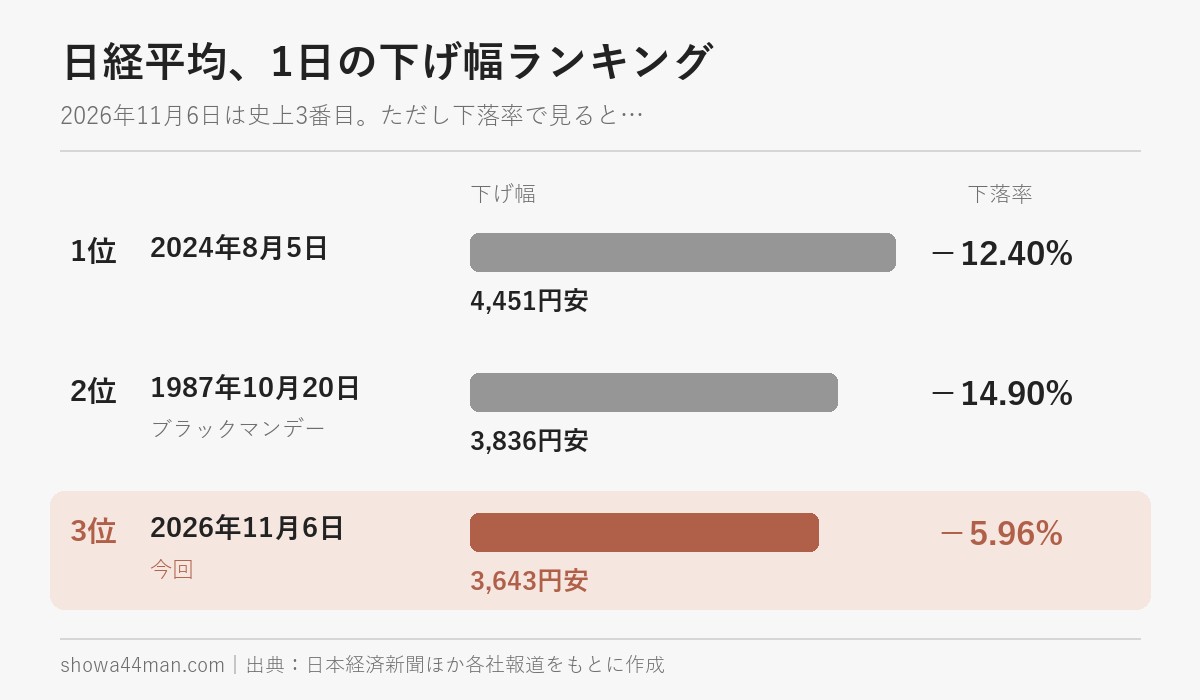 日経平均、1日の下げ幅ランキング
2026年11月6日は史上3番目。ただし下落率で見ると…
下げ幅 下落率
1位 2024年8月5日 －12.40%
4,451円安
2位 1987年10月20日 －14.90%
ブラックマンデー
3,836円安
3位 2026年11月6日 －5.96%
今回
3,643円安
showa44man.com｜出典：日本経済新聞ほか各社報道をもとに作成